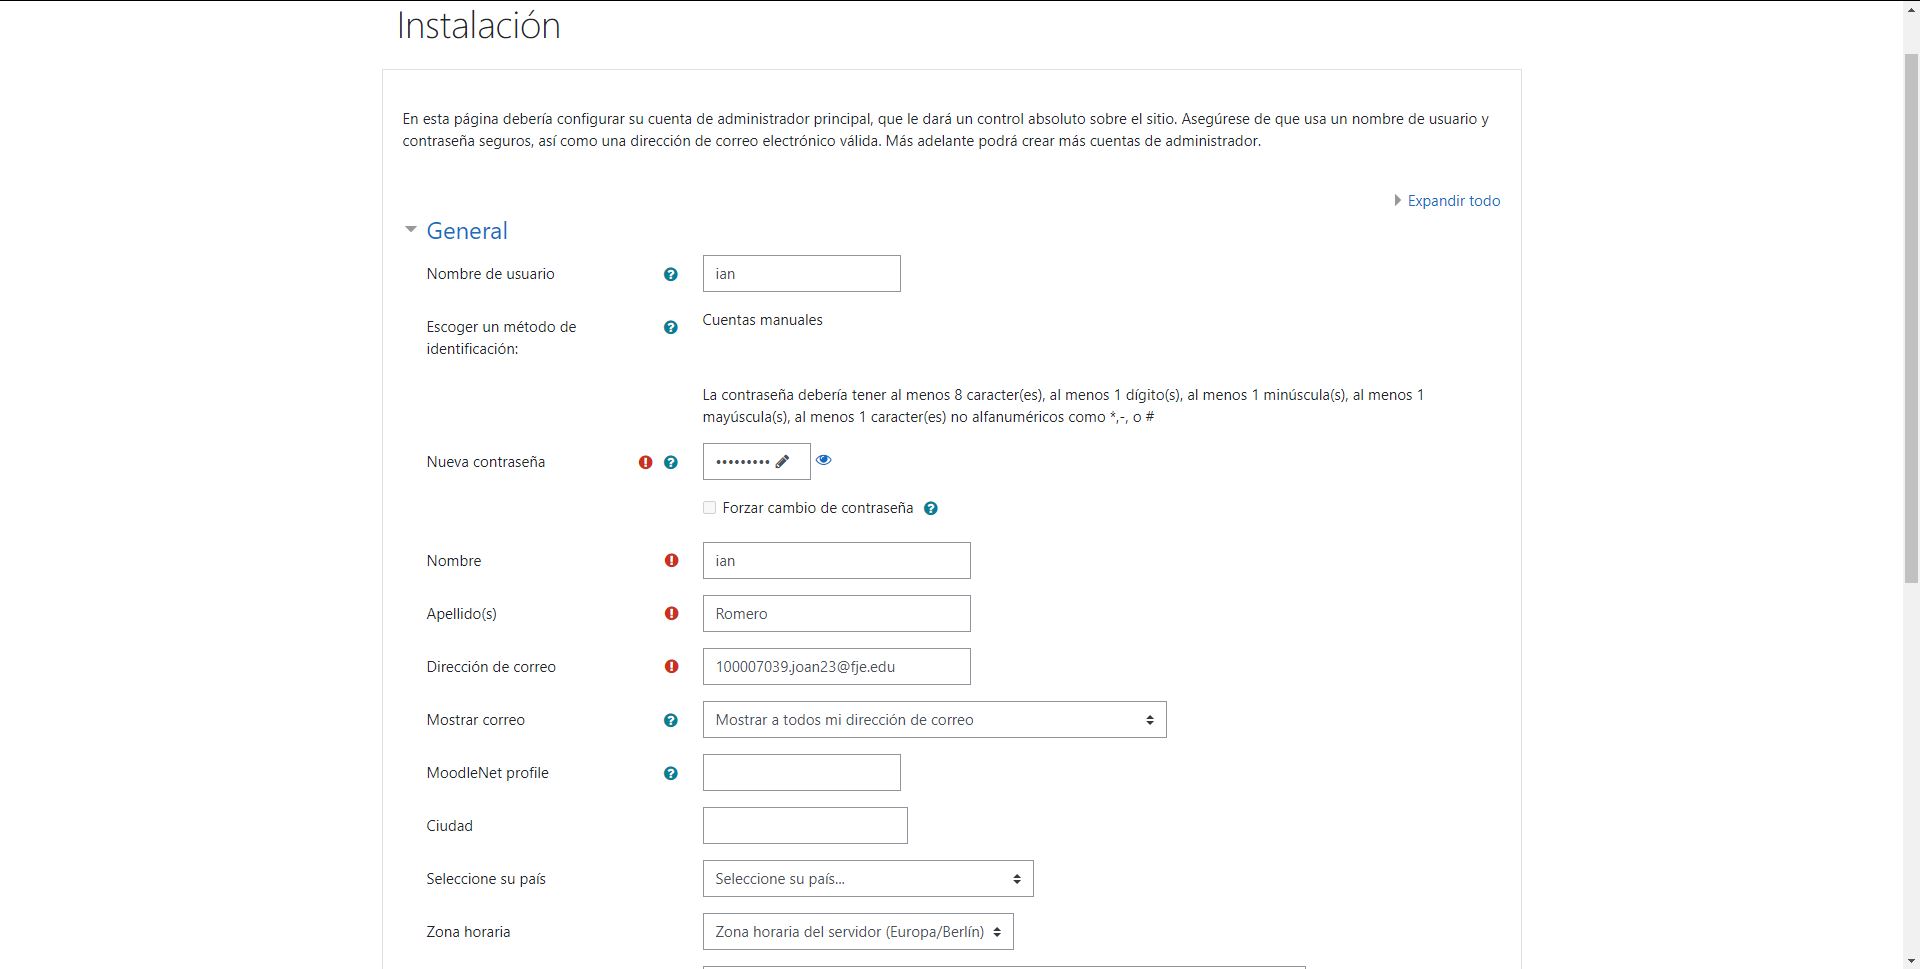 Instalación
En esta página debería configurar su cuenta de administrador principal, que le dará un control absoluto sobre el sitio. Asegúrese de que usa un nombre de usuario y
contraseña seguros, así como una dirección de correo electrónico válida. Más adelante podrá crear más cuentas de administrador.
Expandir todo
General
Nombre de usuario
ian
Escoger un método de
identificación:
Cuentas manuales
La contraseña debería tener al menos 8 caracter(es), al menos 1 dígito(s), al menos 1 minúscula(s), al menos 1
mayúscula(s), al menos 1 caracter(es) no alfanuméricos como *,-, o #
Nueva contraseña
•••••••••
Forzar cambio de contraseña
Nombre
ian
Apellido(s)
Romero
Dirección de correo
100007039.joan23@fje.edu
Mostrar correo
Mostrar a todos mi dirección de correo
MoodleNet profile
Ciudad
Seleccione su país
Seleccione su país...
Zona horaria
Zona horaria del servidor (Europa/Berlín)